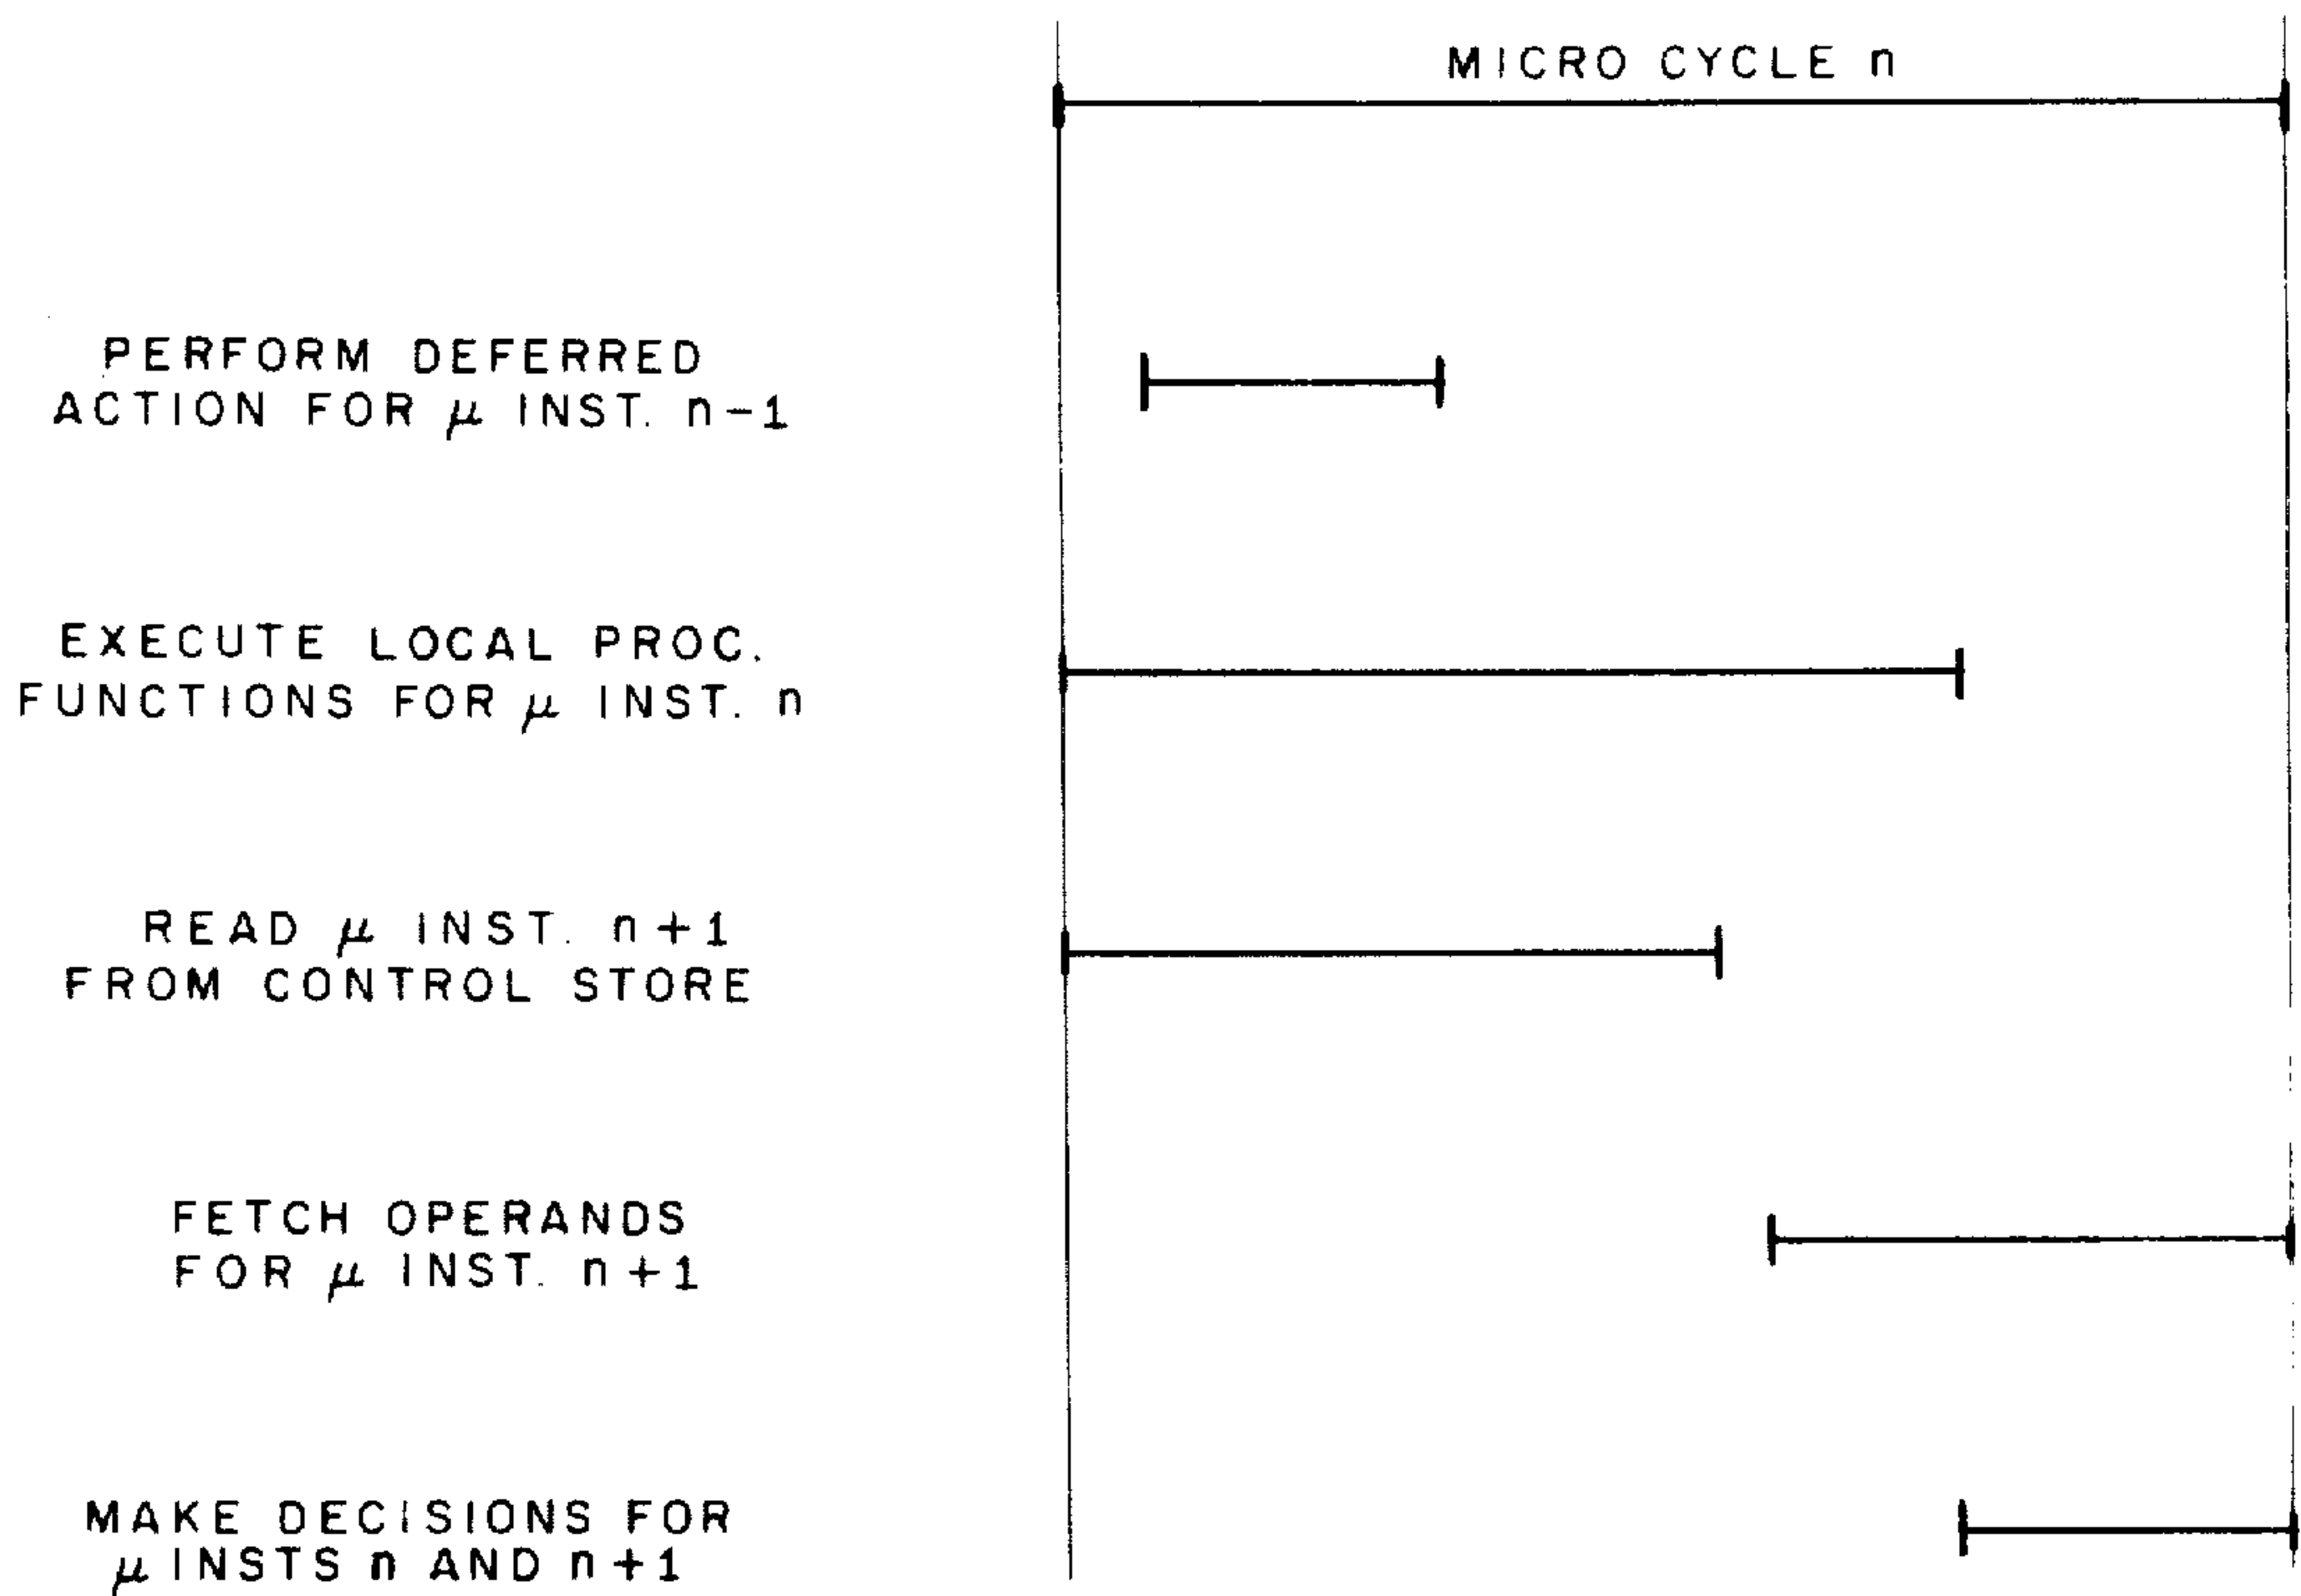 MICRO CYCLE n
PERFORM DEFERRED
ACTION FOR μ INST. n-1
EXECUTE LOCAL PROC.
FUNCTIONS FOR μ INST. n
READ μ INST. n+1
FROM CONTROL STORE
FETCH OPERANDS
FOR μ INST. n+1
MAKE DECISIONS FOR
μ INSTS n AND n+1